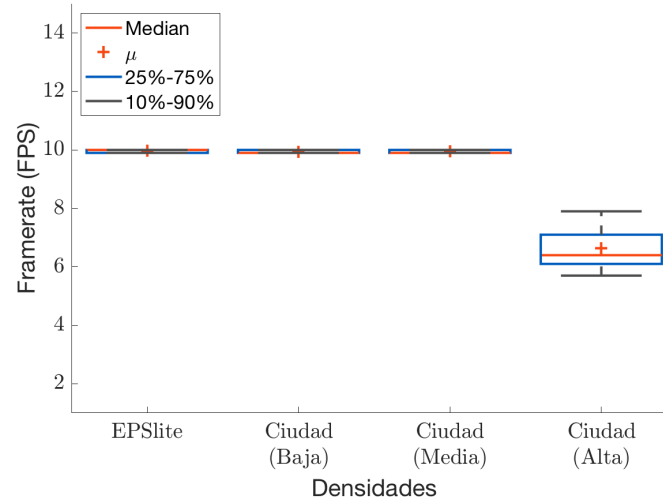 14
12
10
8
6
4
2
Framerate (FPS)
Median
μ
25%-75%
10%-90%
EPSlite
Ciudad
(Baja)
Ciudad
(Media)
Ciudad
(Alta)
Densidades